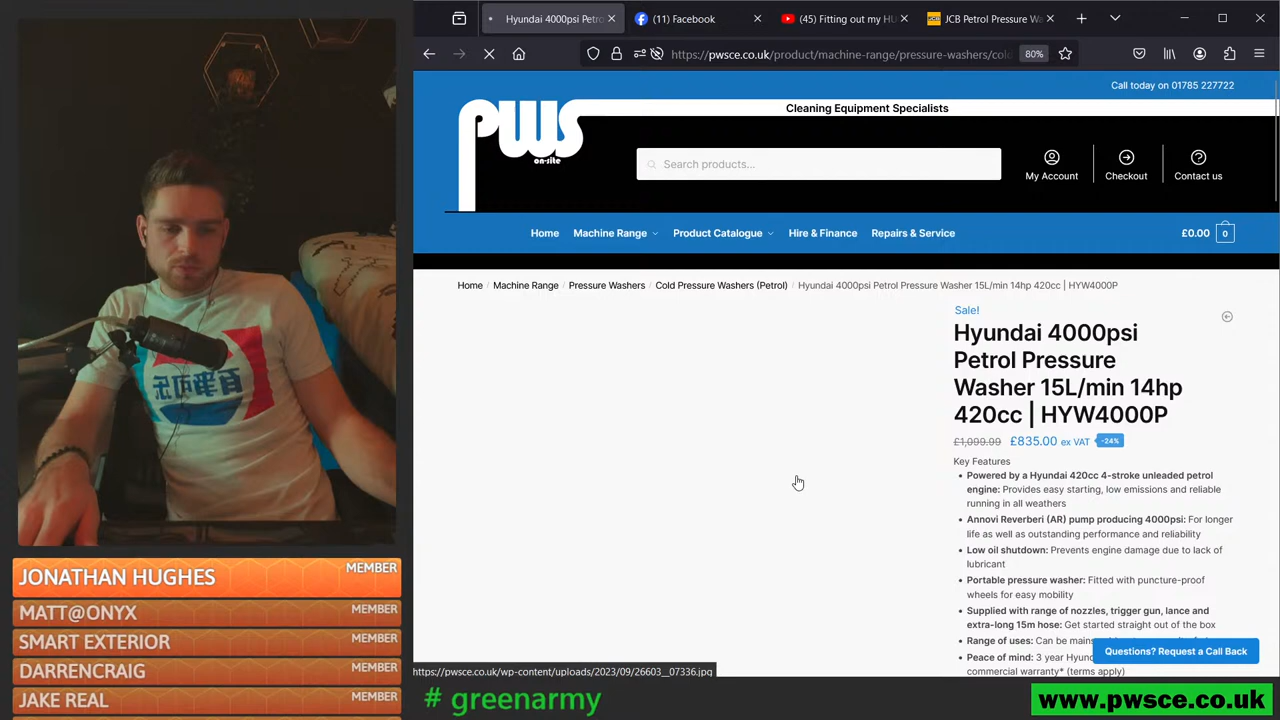 Hyundai 4000psi Petro
(11) Facebook
(45) Fitting out my HU
JCB Petrol Pressure Wa
https://pwsce.co.uk/product/machine-range/pressure-washers/cold
80%
Call today on 01785 227722
Cleaning Equipment Specialists
PWS
on-site
Search products...
My Account
Checkout
Contact us
Home
Machine Range
Product Catalogue
Hire & Finance
Repairs & Service
£0.00
0
Home / Machine Range / Pressure Washers / Cold Pressure Washers (Petrol) / Hyundai 4000psi Petrol Pressure Washer 15L/min 14hp 420cc | HYW4000P
Sale!
Hyundai 4000psi
Petrol Pressure
Washer 15L/min 14hp
420cc | HYW4000P
£1,099.99 £835.00 ex VAT -24%
Key Features
• Powered by a Hyundai 420cc 4-stroke unleaded petrol
engine: Provides easy starting, low emissions and reliable
running in all weathers
• Annovi Reverberi (AR) pump producing 4000psi: For longer
life as well as outstanding performance and reliability
• Low oil shutdown: Prevents engine damage due to lack of
lubricant
• Portable pressure washer: Fitted with puncture-proof
wheels for easy mobility
• Supplied with range of nozzles, trigger gun, lance and
extra-long 15m hose: Get started straight out of the box
• Range of uses: Can be
• Peace of mind: 3 year
commercial warranty* (terms apply)
Questions? Request a Call Back
https://pwsce.co.uk/wp-content/uploads/2023/09/26603__07336.jpg
JONATHAN HUGHES
MEMBER
MATT@ONYX
MEMBER
SMART EXTERIOR
MEMBER
DARRENCRAIG
MEMBER
JAKE REAL
MEMBER
# greenarmy
www.pwsce.co.uk